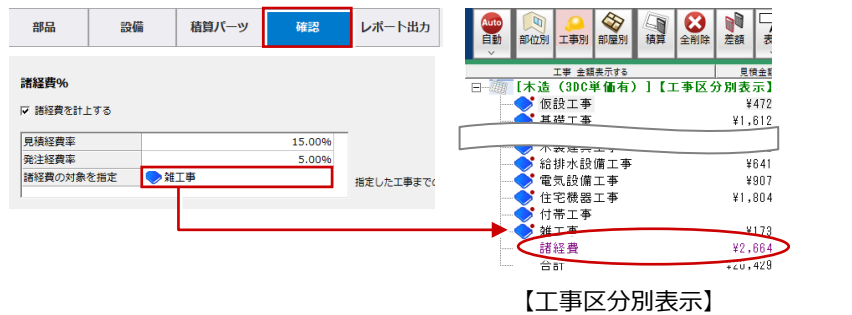 部品 設備 積算パーツ 確認 レポート出力
諸経費%
諸経費を計上する
見積経費率 15.00%
発注経費率 5.00%
諸経費の対象を指定 雑工事
指定した工事まで
Auto
自動 部位別 工事別 部屋別 積算 全削除 差額
工事 金額表示する 見積金
[木造(3DC単価有)]【工事区分別表示】
仮設工事 ¥472
基礎工事 ¥1,612
木製建具工事
給排水設備工事 ¥641
電気設備工事 ¥907
住宅機器工事 ¥1,804
付帯工事
雑工事 ¥173
諸経費 ¥2,664
合計 ¥20,429
【工事区分別表示】